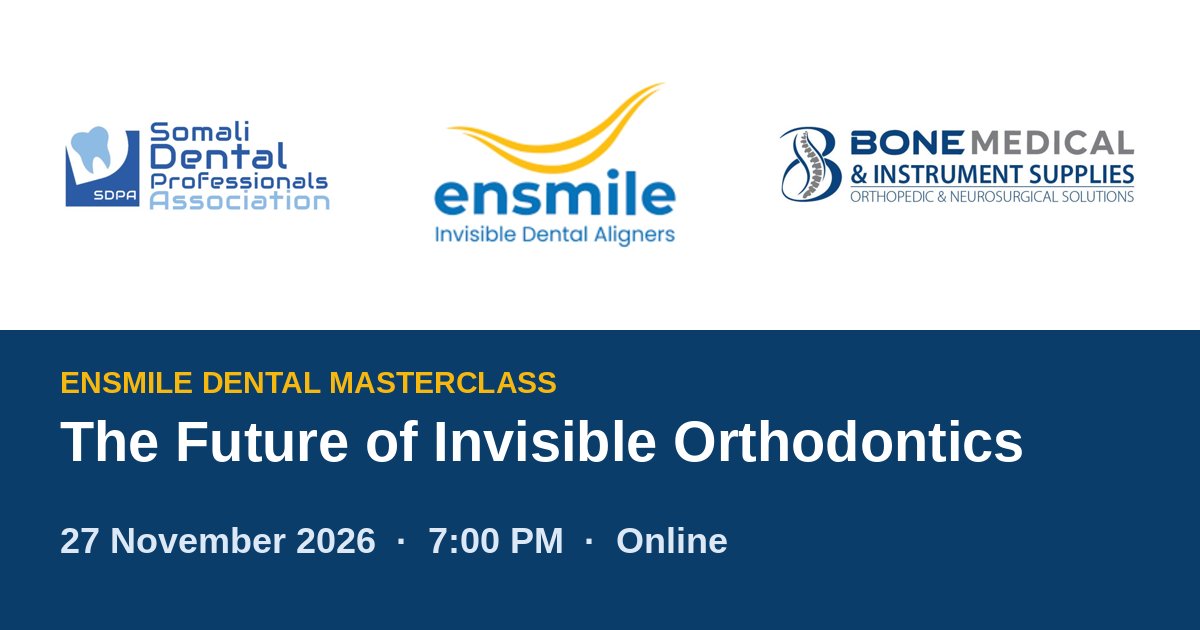 Somali
Dental
Professionals
Association
SDPA
ensmile
Invisible Dental Aligners
BONE MEDICAL
& INSTRUMENT SUPPLIES
ORTHOPEDIC & NEUROSURGICAL SOLUTIONS
ENSMILE DENTAL MASTERCLASS
The Future of Invisible Orthodontics
27 November 2026 · 7:00 PM · Online